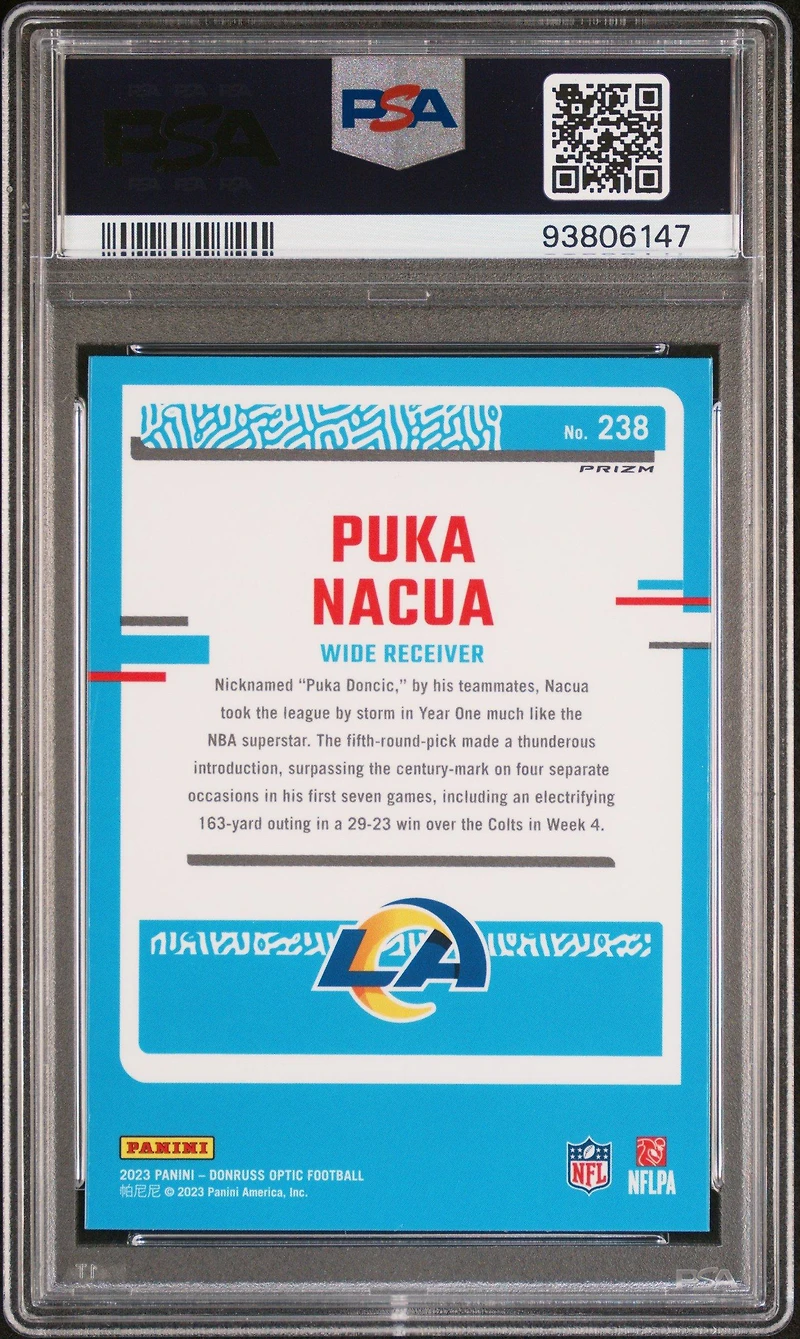 PSA
PSA
93806147
No. 238
PRIZM
PUKA
NACUA
WIDE RECEIVER
Nicknamed “Puka Doncic,” by his teammates, Nacua
took the league by storm in Year One much like the
NBA superstar. The fifth-round-pick made a thunderous
introduction, surpassing the century-mark on four separate
occasions in his first seven games, including an electrifying
163-yard outing in a 29-23 win over the Colts in Week 4.
LA
PANINI
2023 PANINI – DONRUSS OPTIC FOOTBALL
帕尼尼 © 2023 Panini America, Inc.
NFL
NFLPA
PSA